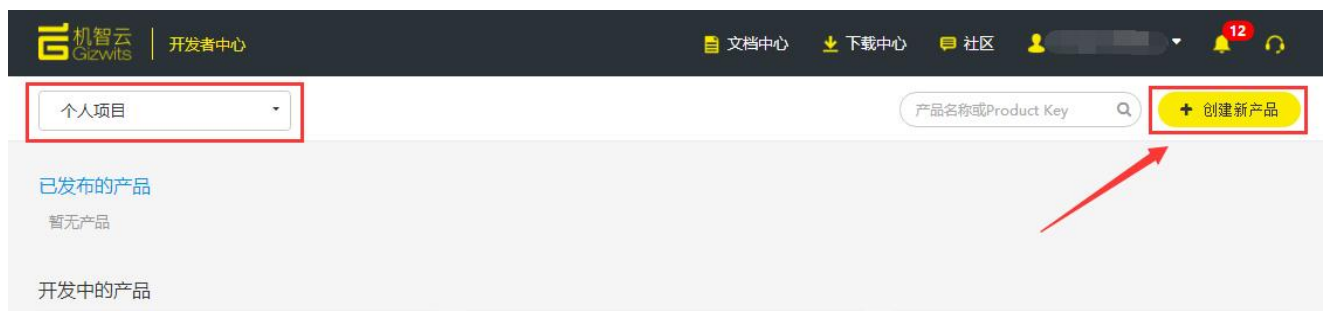 机智云
Gizwits
开发者中心
文档中心
下载中心
社区
12
个人项目
产品名称或Product Key
+ 创建新产品
已发布的产品
暂无产品
开发中的产品